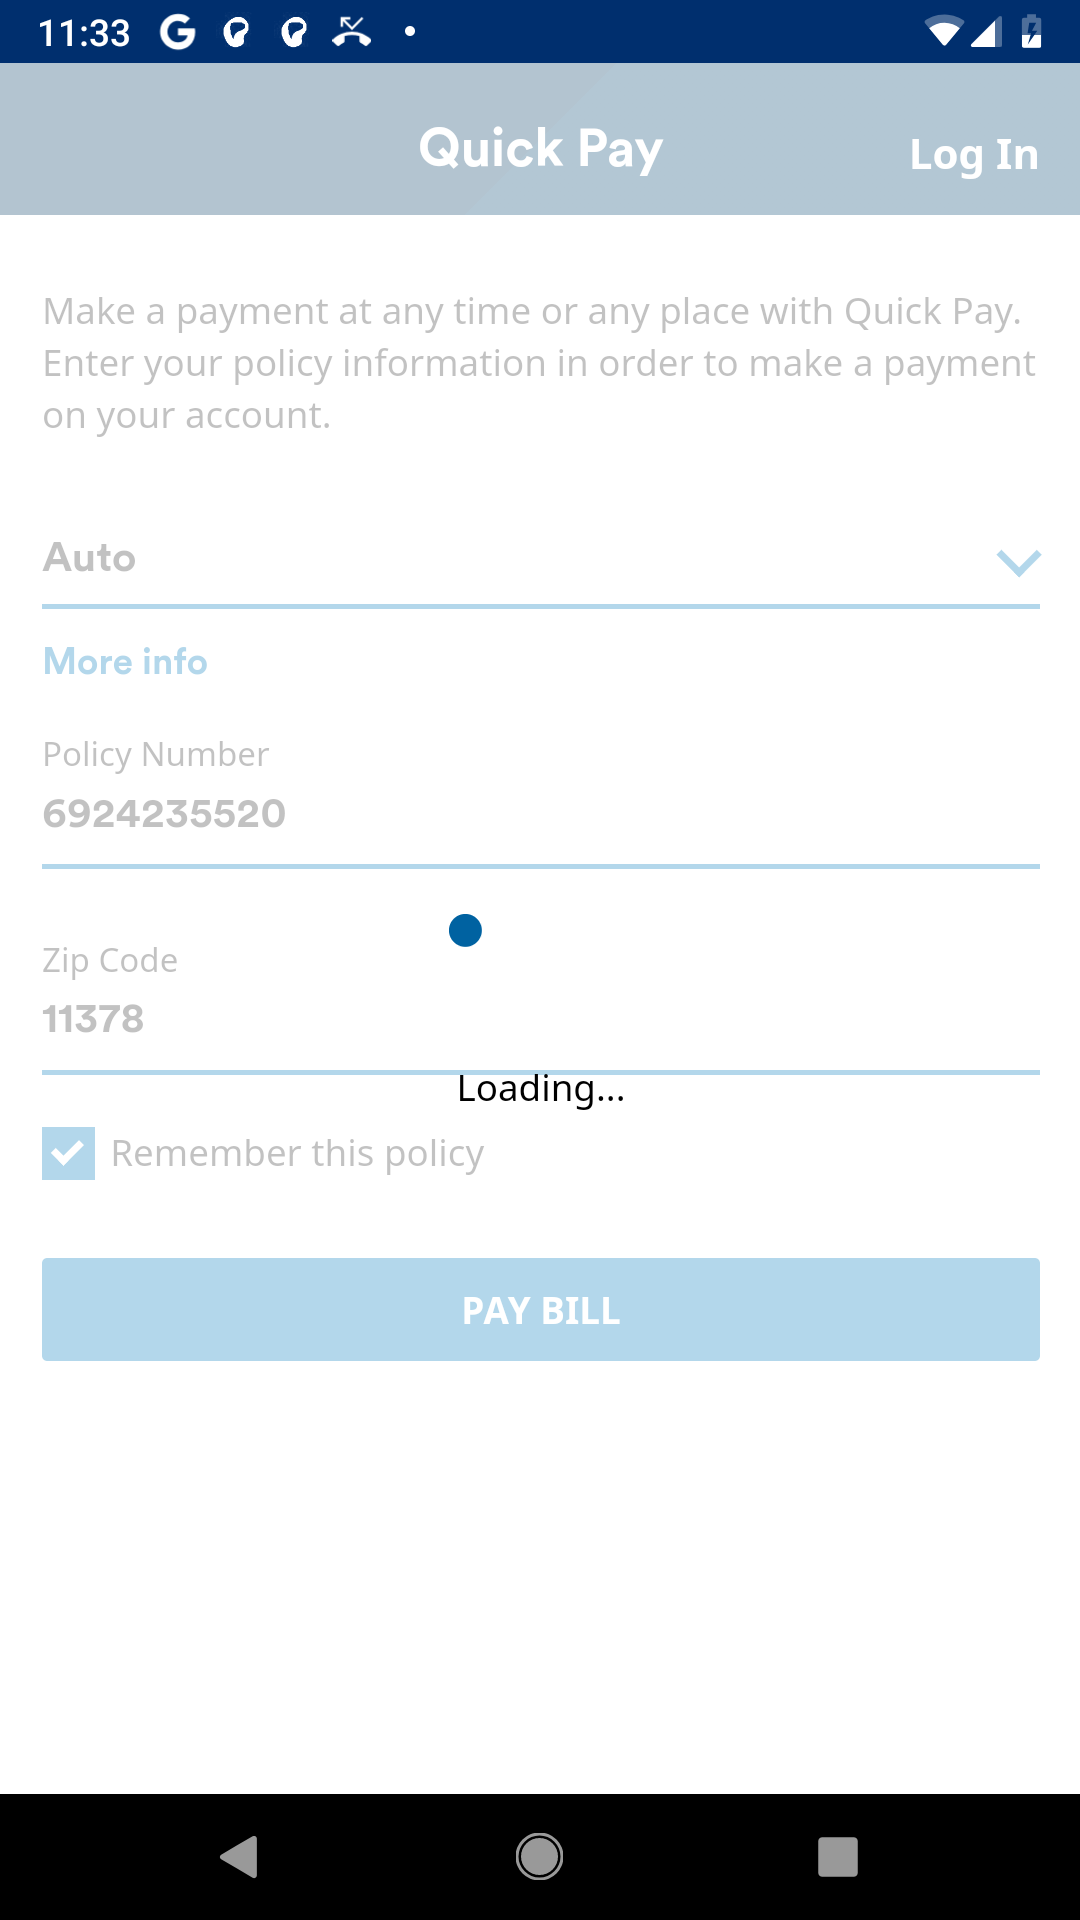 11:33
Quick Pay
Log In
Make a payment at any time or any place with Quick Pay.
Enter your policy information in order to make a payment
on your account.
Auto
More info
Policy Number
6924235520
Zip Code
11378
Loading...
Remember this policy
PAY BILL